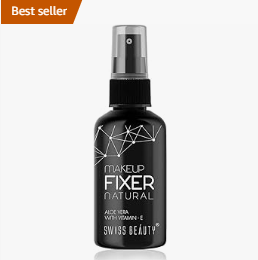 Best seller
MAKEUP
FIXER
NATURAL
ALOE VERA
WITH VITAMIN-E
SWISS BEAUTY